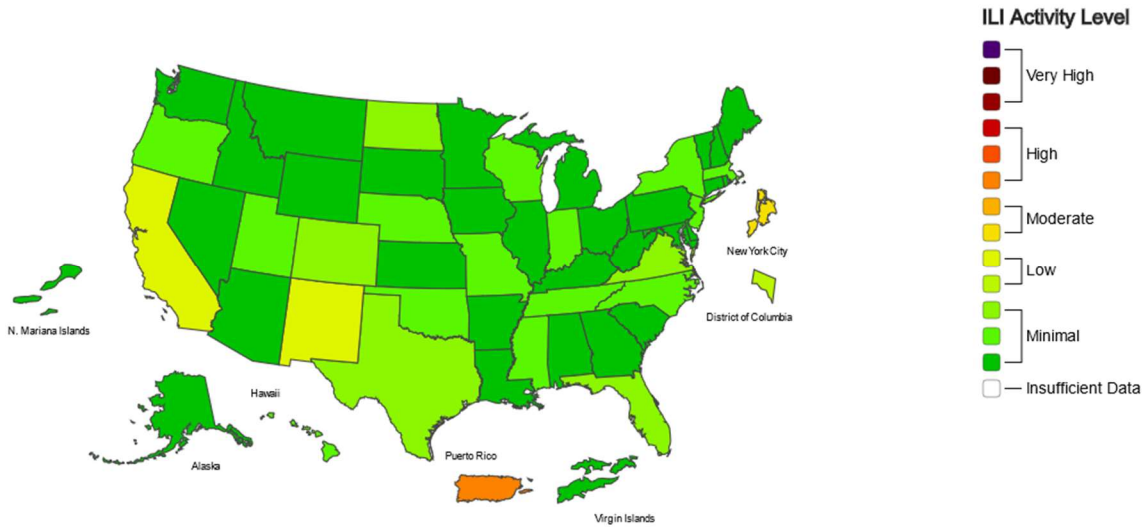 ILI Activity Level
Very High
High
Moderate
Low
Minimal
Insufficient Data
New York City
District of Columbia
N. Mariana Islands
Hawaii
Alaska
Puerto Rico
Virgin Islands